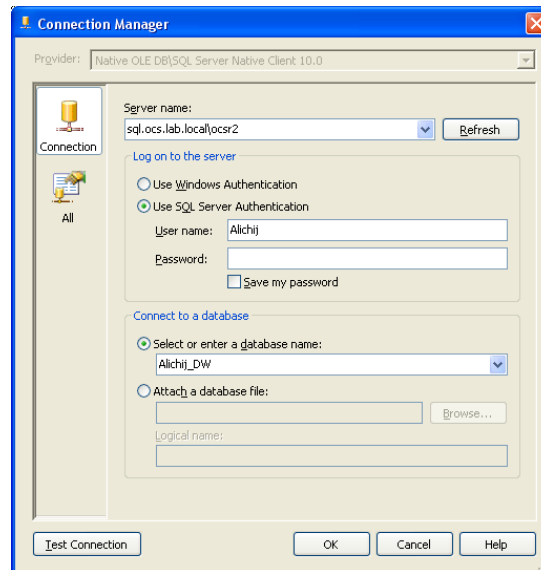 Connection Manager
Provider: Native OLE DB\SQL Server Native Client 10.0
Connection
All
Server name:
sql.ocs.lab.local\ocsr2
Refresh
Log on to the server
Use Windows Authentication
Use SQL Server Authentication
User name: Alichij
Password:
Save my password
Connect to a database
Select or enter a database name:
Alichij_DW
Attach a database file:
Browse...
Logical name:
Test Connection OK Cancel Help